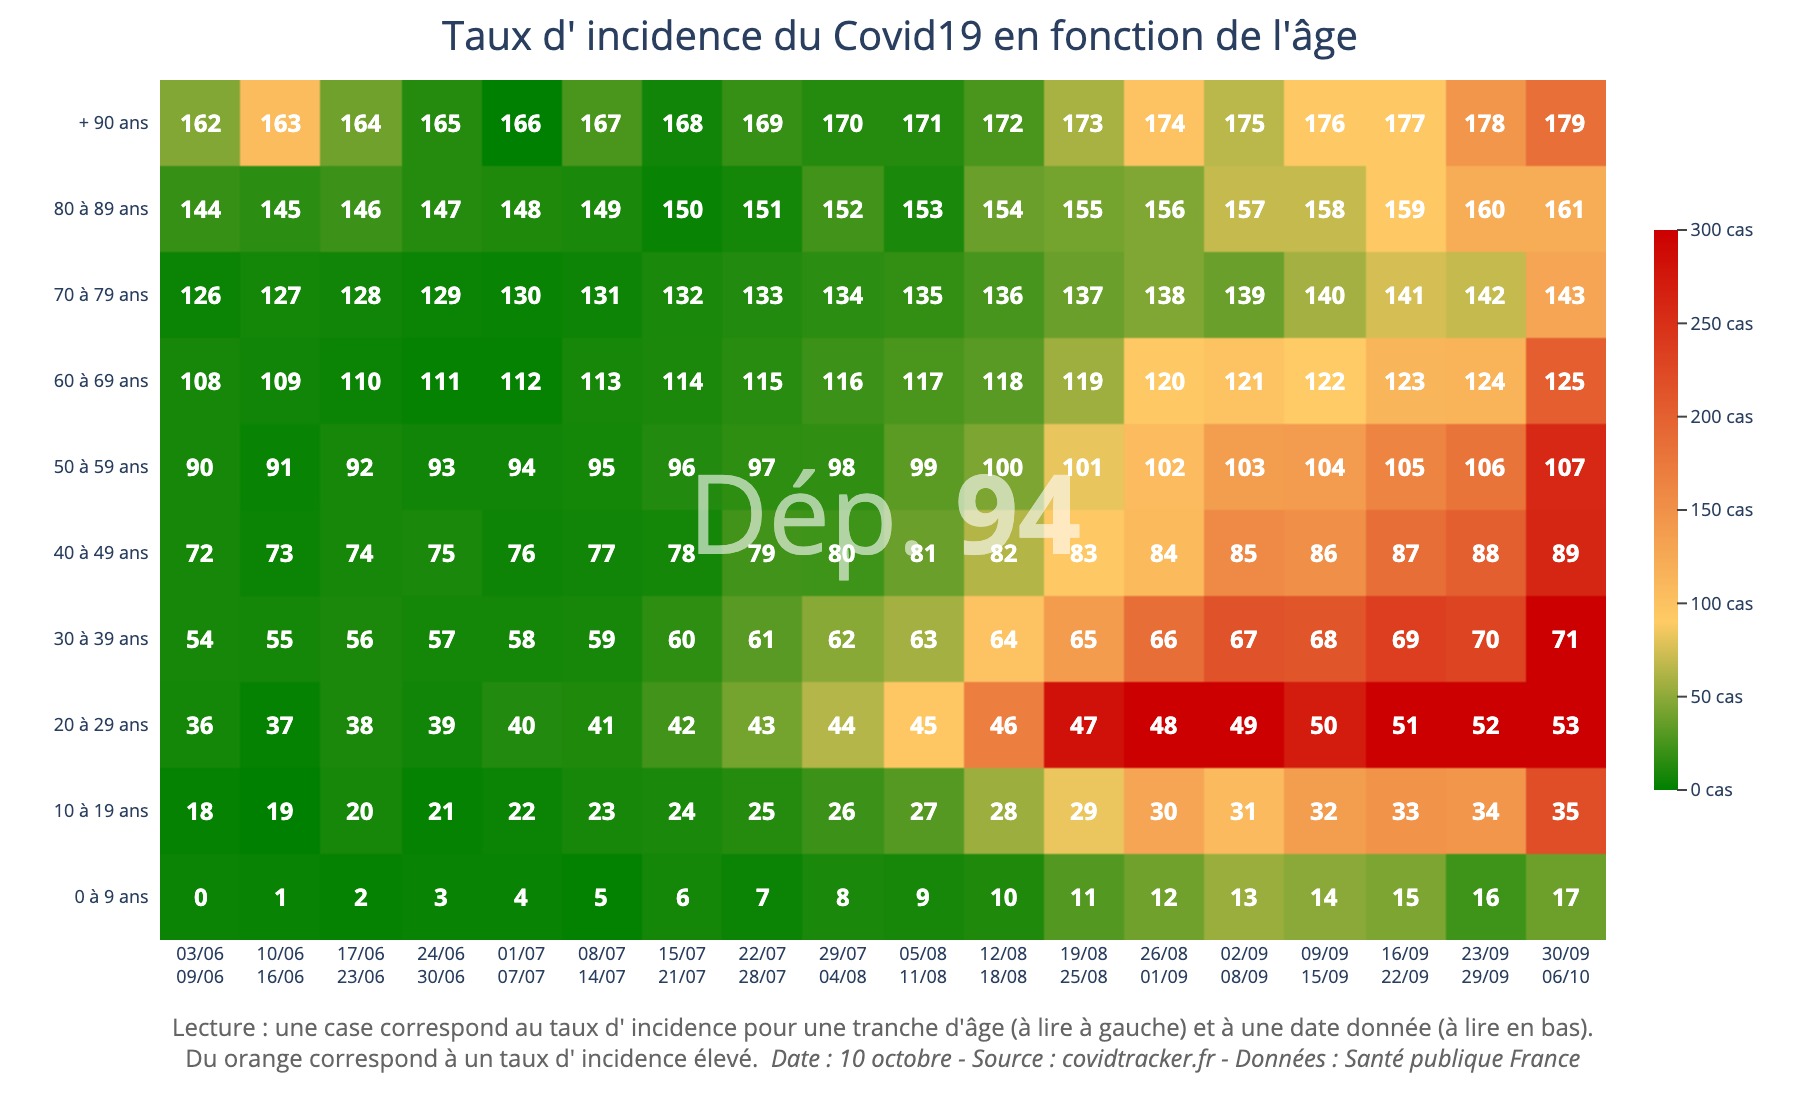 Taux d' incidence du Covid19 en fonction de l'âge
+ 90 ans 162 163 164 165 166 167 168 169 170 171 172 173 174 175 176 177 178 179
80 à 89 ans 144 145 146 147 148 149 150 151 152 153 154 155 156 157 158 159 160 161
300 cas
70 à 79 ans 126 127 128 129 130 131 132 133 134 135 136 137 138 139 140 141 142 143
250 cas
60 à 69 ans 108 109 110 111 112 113 114 115 116 117 118 119 120 121 122 123 124 125
200 cas
50 à 59 ans 90 91 92 93 94 95 96 97 98 99 100 101 102 103 104 105 106 107
Dép. 94
150 cas
40 à 49 ans 72 73 74 75 76 77 78 79 80 81 82 83 84 85 86 87 88 89
100 cas
30 à 39 ans 54 55 56 57 58 59 60 61 62 63 64 65 66 67 68 69 70 71
50 cas
20 à 29 ans 36 37 38 39 40 41 42 43 44 45 46 47 48 49 50 51 52 53
0 cas
10 à 19 ans 18 19 20 21 22 23 24 25 26 27 28 29 30 31 32 33 34 35
0 à 9 ans 0 1 2 3 4 5 6 7 8 9 10 11 12 13 14 15 16 17
03/06 10/06 17/06 24/06 01/07 08/07 15/07 22/07 29/07 05/08 12/08 19/08 26/08 02/09 09/09 16/09 23/09 30/09
09/06 16/06 23/06 30/06 07/07 14/07 21/07 28/07 04/08 11/08 18/08 25/08 01/09 08/09 15/09 22/09 29/09 06/10
Lecture : une case correspond au taux d' incidence pour une tranche d'âge (à lire à gauche) et à une date donnée (à lire en bas).
Du orange correspond à un taux d' incidence élevé. Date : 10 octobre - Source : covidtracker.fr - Données : Santé publique France